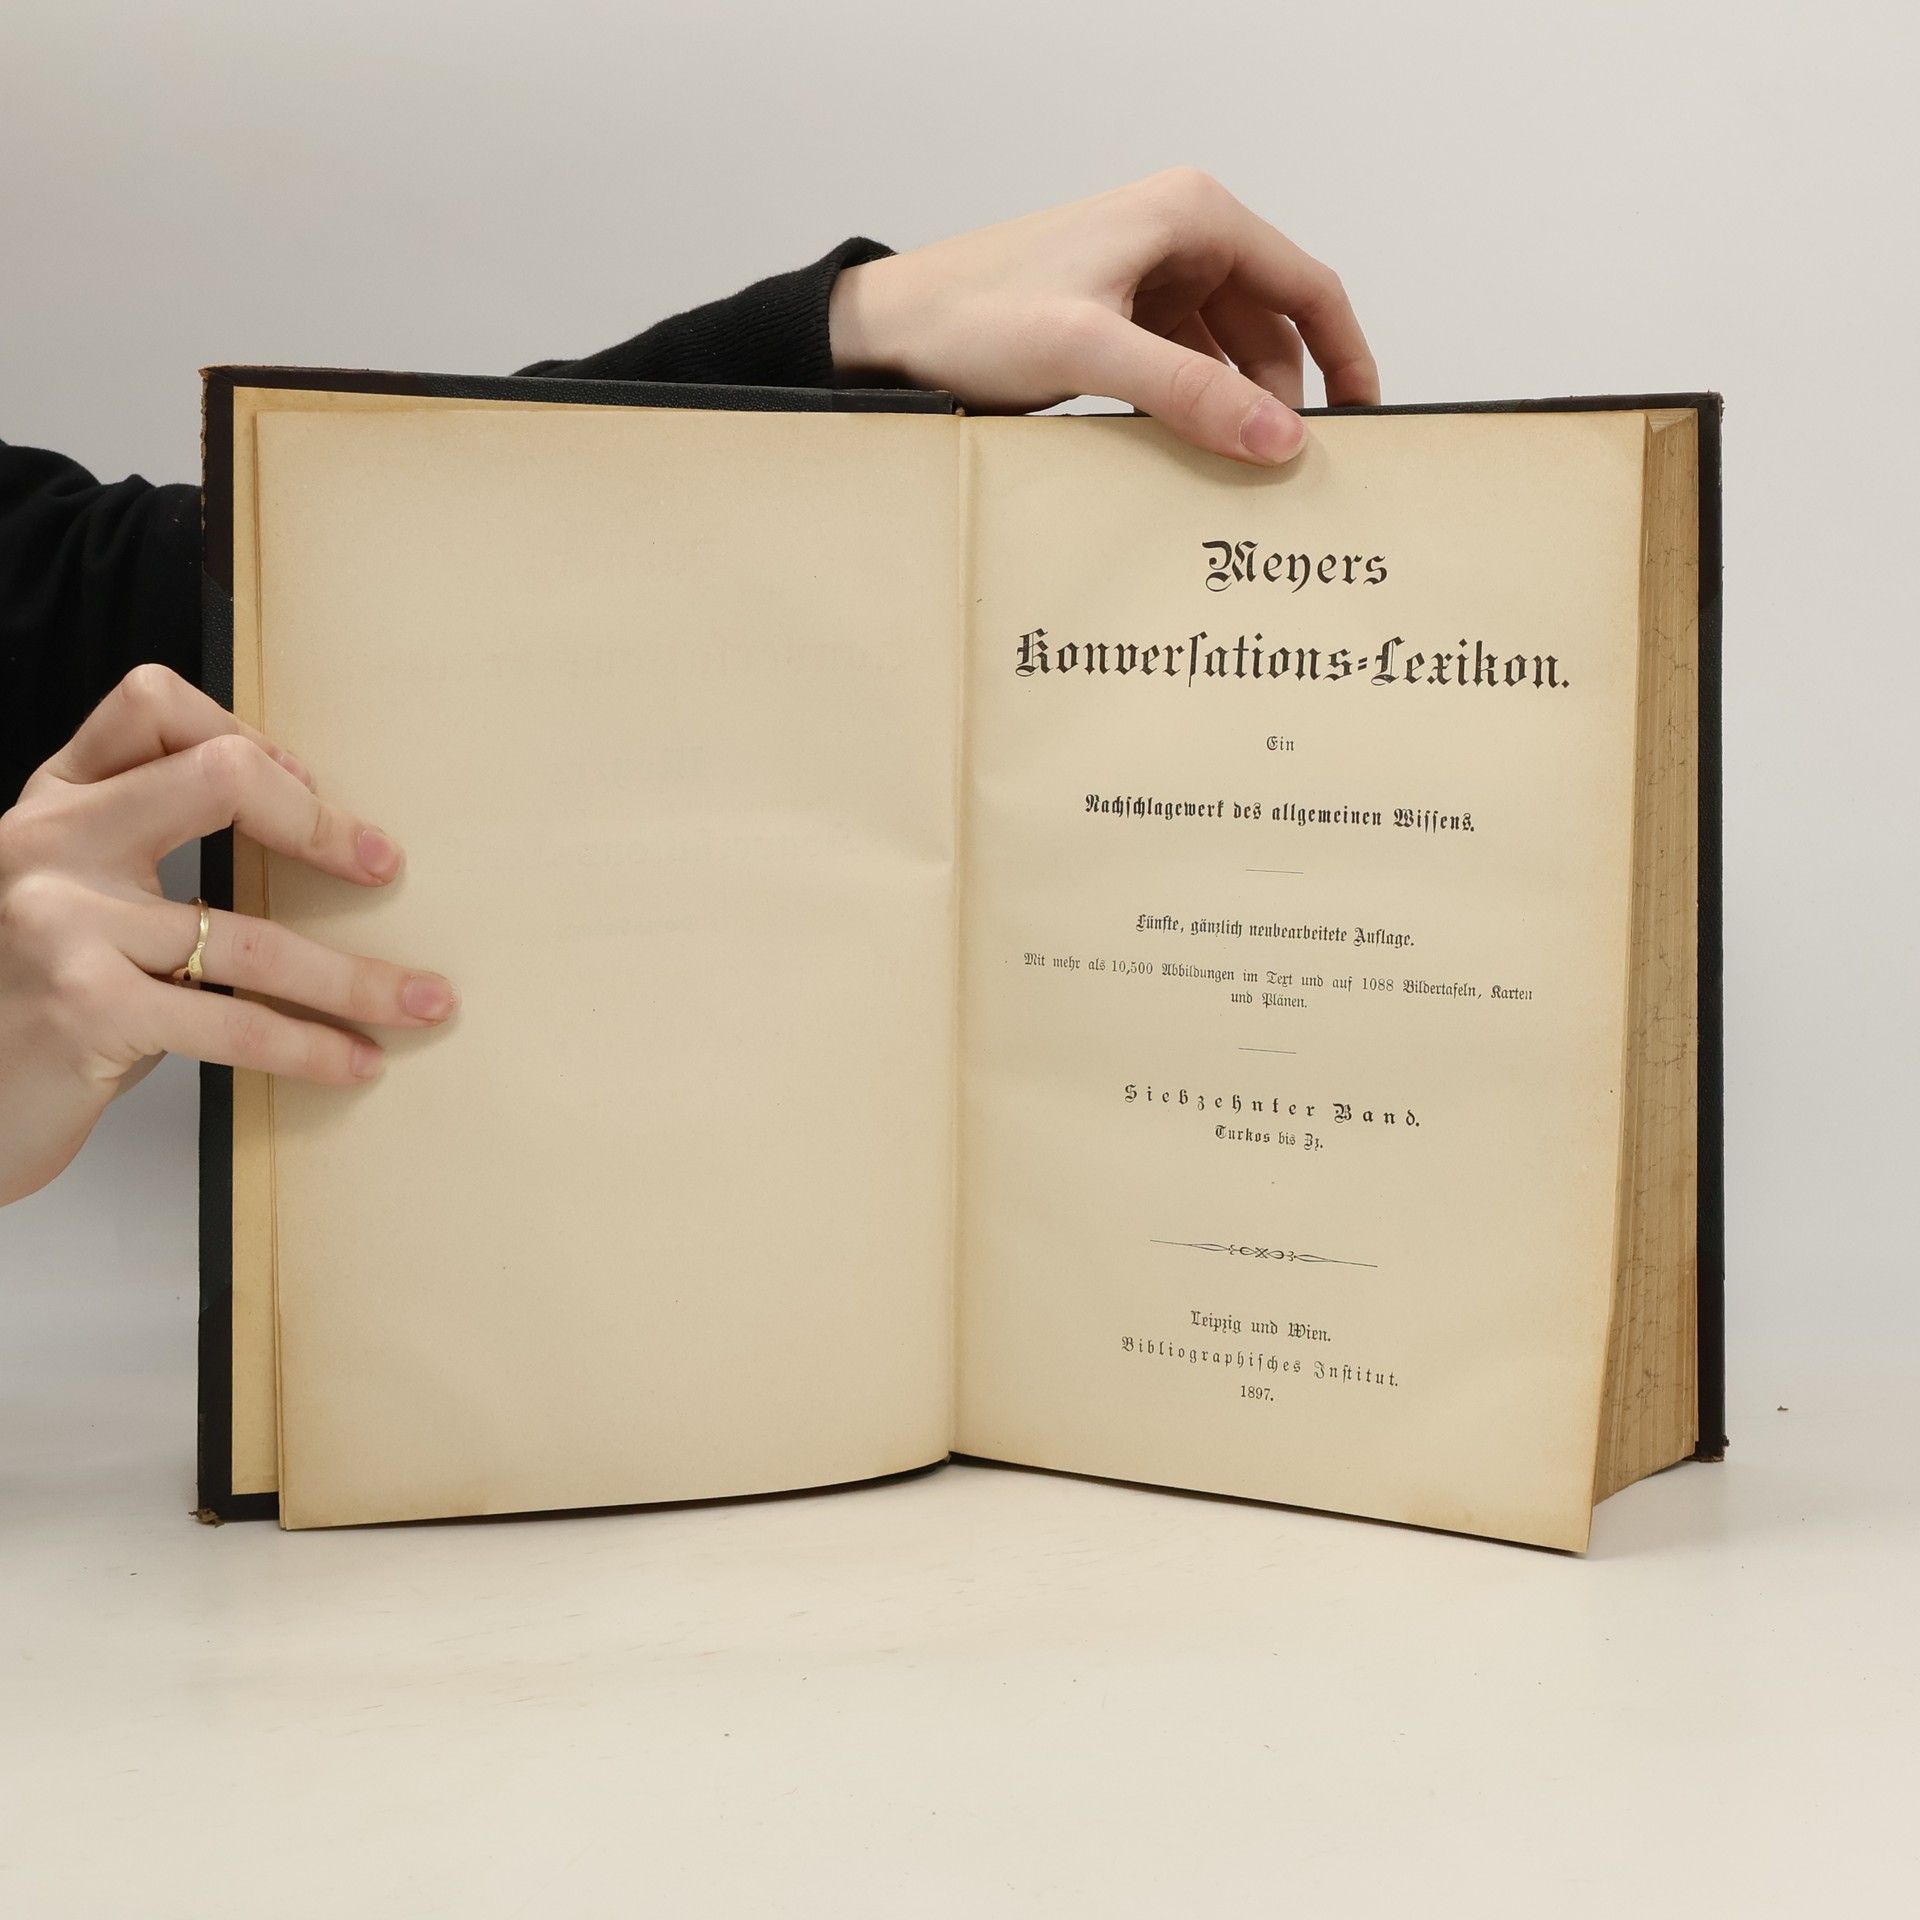 Meyers
Konverſations-Lexikon.
Ein
Nachſchlagewerk des allgemeinen Wiſſens.
Fünfte, gänzlich neubearbeitete Auflage.
Mit mehr als 10,500 Abbildungen im Text und auf 1088 Bildertafeln, Karten
und Plänen.
Siebzehnter Band.
Turkos bis Zz.
Leipzig und Wien.
Bibliographiſches Inſtitut.
1897.